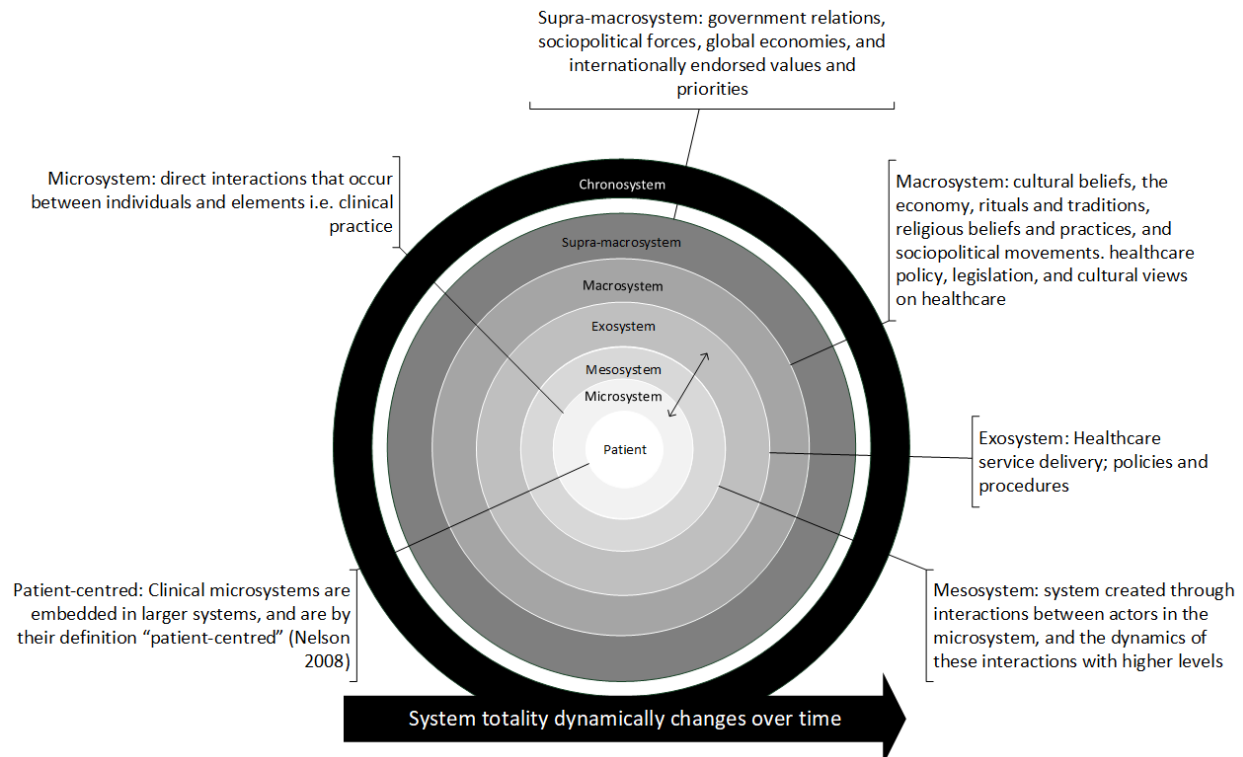 Supra-macrosystem: government relations,
sociopolitical forces, global economies, and
internationally endorsed values and
priorities
Microsystem: direct interactions that occur
between individuals and elements i.e. clinical
practice
Macrosystem: cultural beliefs, the
economy, rituals and traditions,
religious beliefs and practices, and
sociopolitical movements. healthcare
policy, legislation, and cultural views
on healthcare
Chronosystem
Supra-macrosystem
Macrosystem
Exosystem
Mesosystem
Microsystem
Patient
Exosystem: Healthcare
service delivery; policies and
procedures
Patient-centred: Clinical microsystems are
embedded in larger systems, and are by
their definition “patient-centred” (Nelson
2008)
Mesosystem: system created through
interactions between actors in the
microsystem, and the dynamics of
these interactions with higher levels
System totality dynamically changes over time